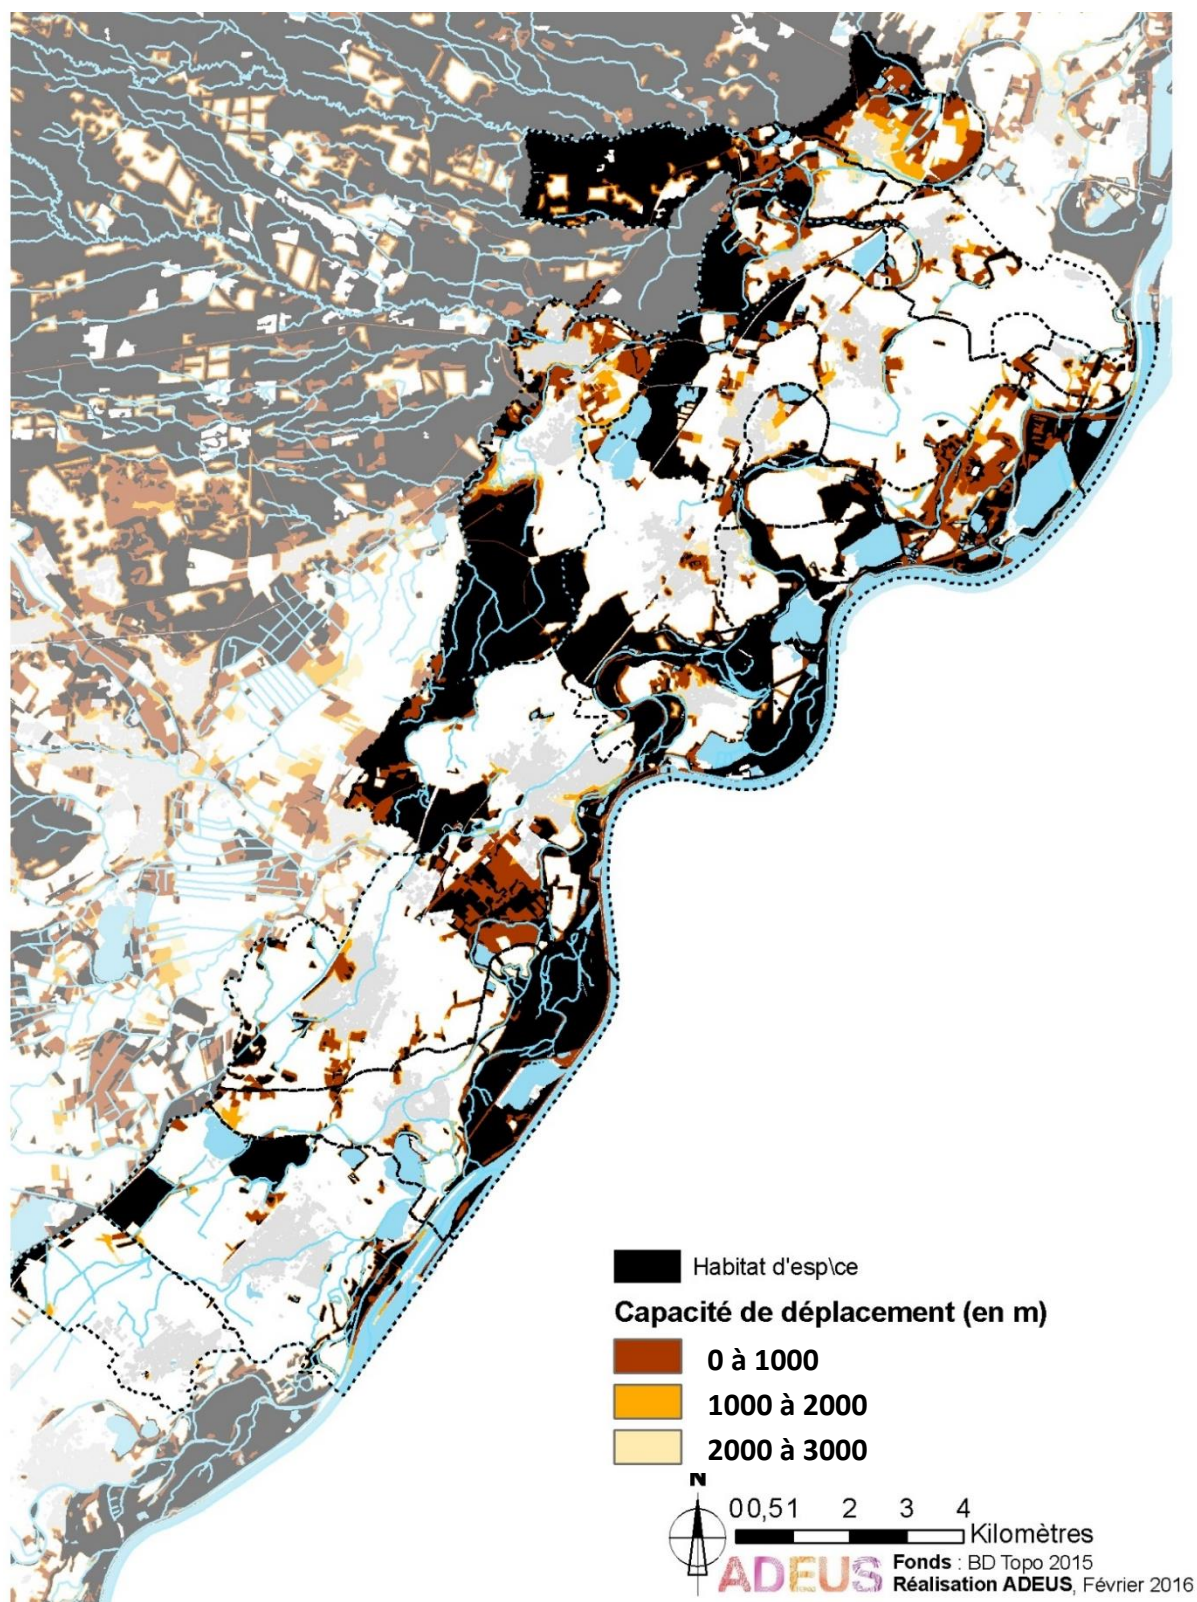 Habitat d'esp\ce
Capacité de déplacement (en m)
0 à 1000
1000 à 2000
2000 à 3000
N
0 0,5 1 2 3 4
Kilomètres
ADEUS
Fonds : BD Topo 2015
Réalisation ADEUS, Février 2016